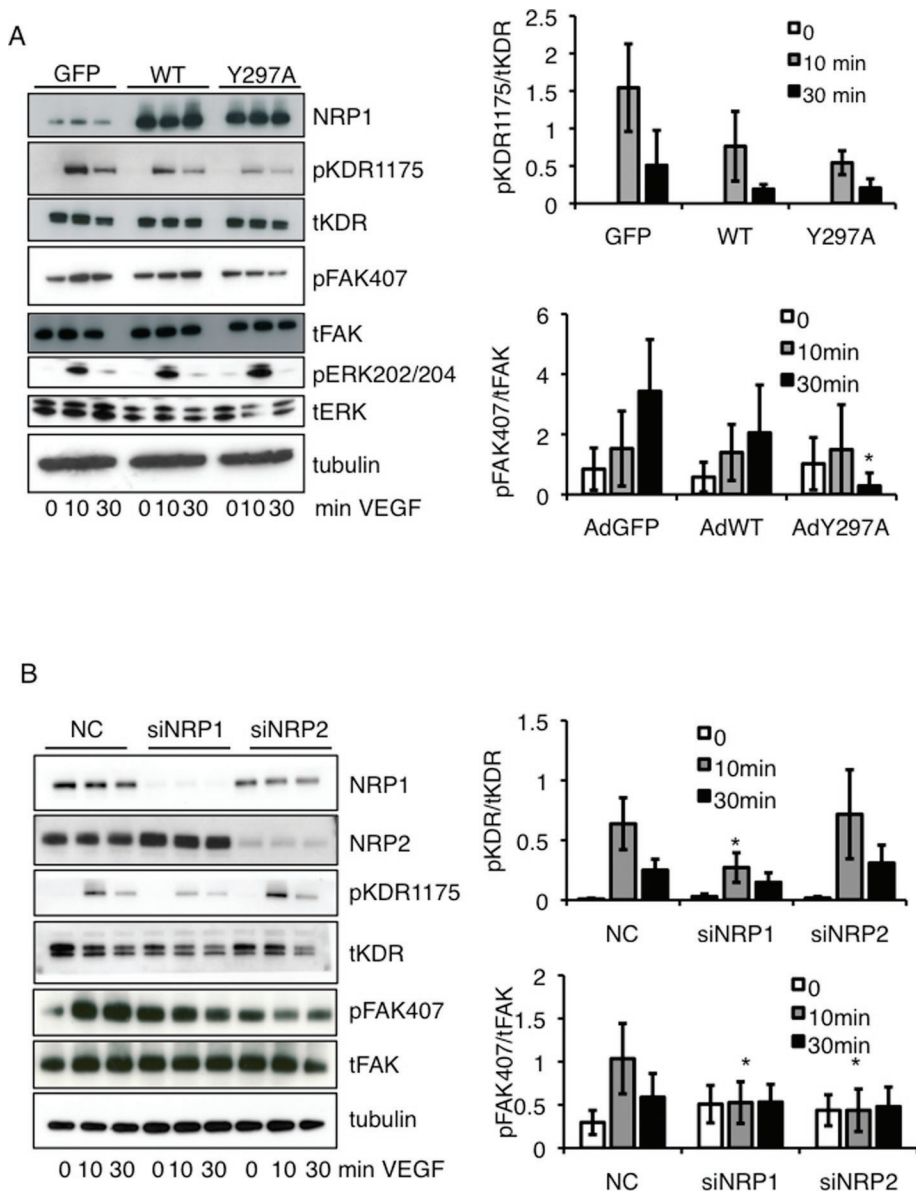 A
GFP WT Y297A
NRP1
pKDR1175
tKDR
pFAK407
tFAK
pERK202/204
tERK
tubulin
0 10 30 0 10 30 0 10 30 min VEGF
pKDR1175/tKDR
2.5
2
1.5
1
0.5
0
0
10 min
30 min
GFP WT Y297A
pFAK407/tFAK
6
4
2
0
0
10min
30min
*
AdGFP AdWT AdY297A
B
NC siNRP1 siNRP2
NRP1
NRP2
pKDR1175
tKDR
pFAK407
tFAK
tubulin
0 10 30 0 10 30 0 10 30 min VEGF
pKDR/tKDR
1.5
1
0.5
0
0
10min
30min
*
NC siNRP1 siNRP2
pFAK407/tFAK
2
1.5
1
0.5
0
0
10min
30min
* *
NC siNRP1 siNRP2